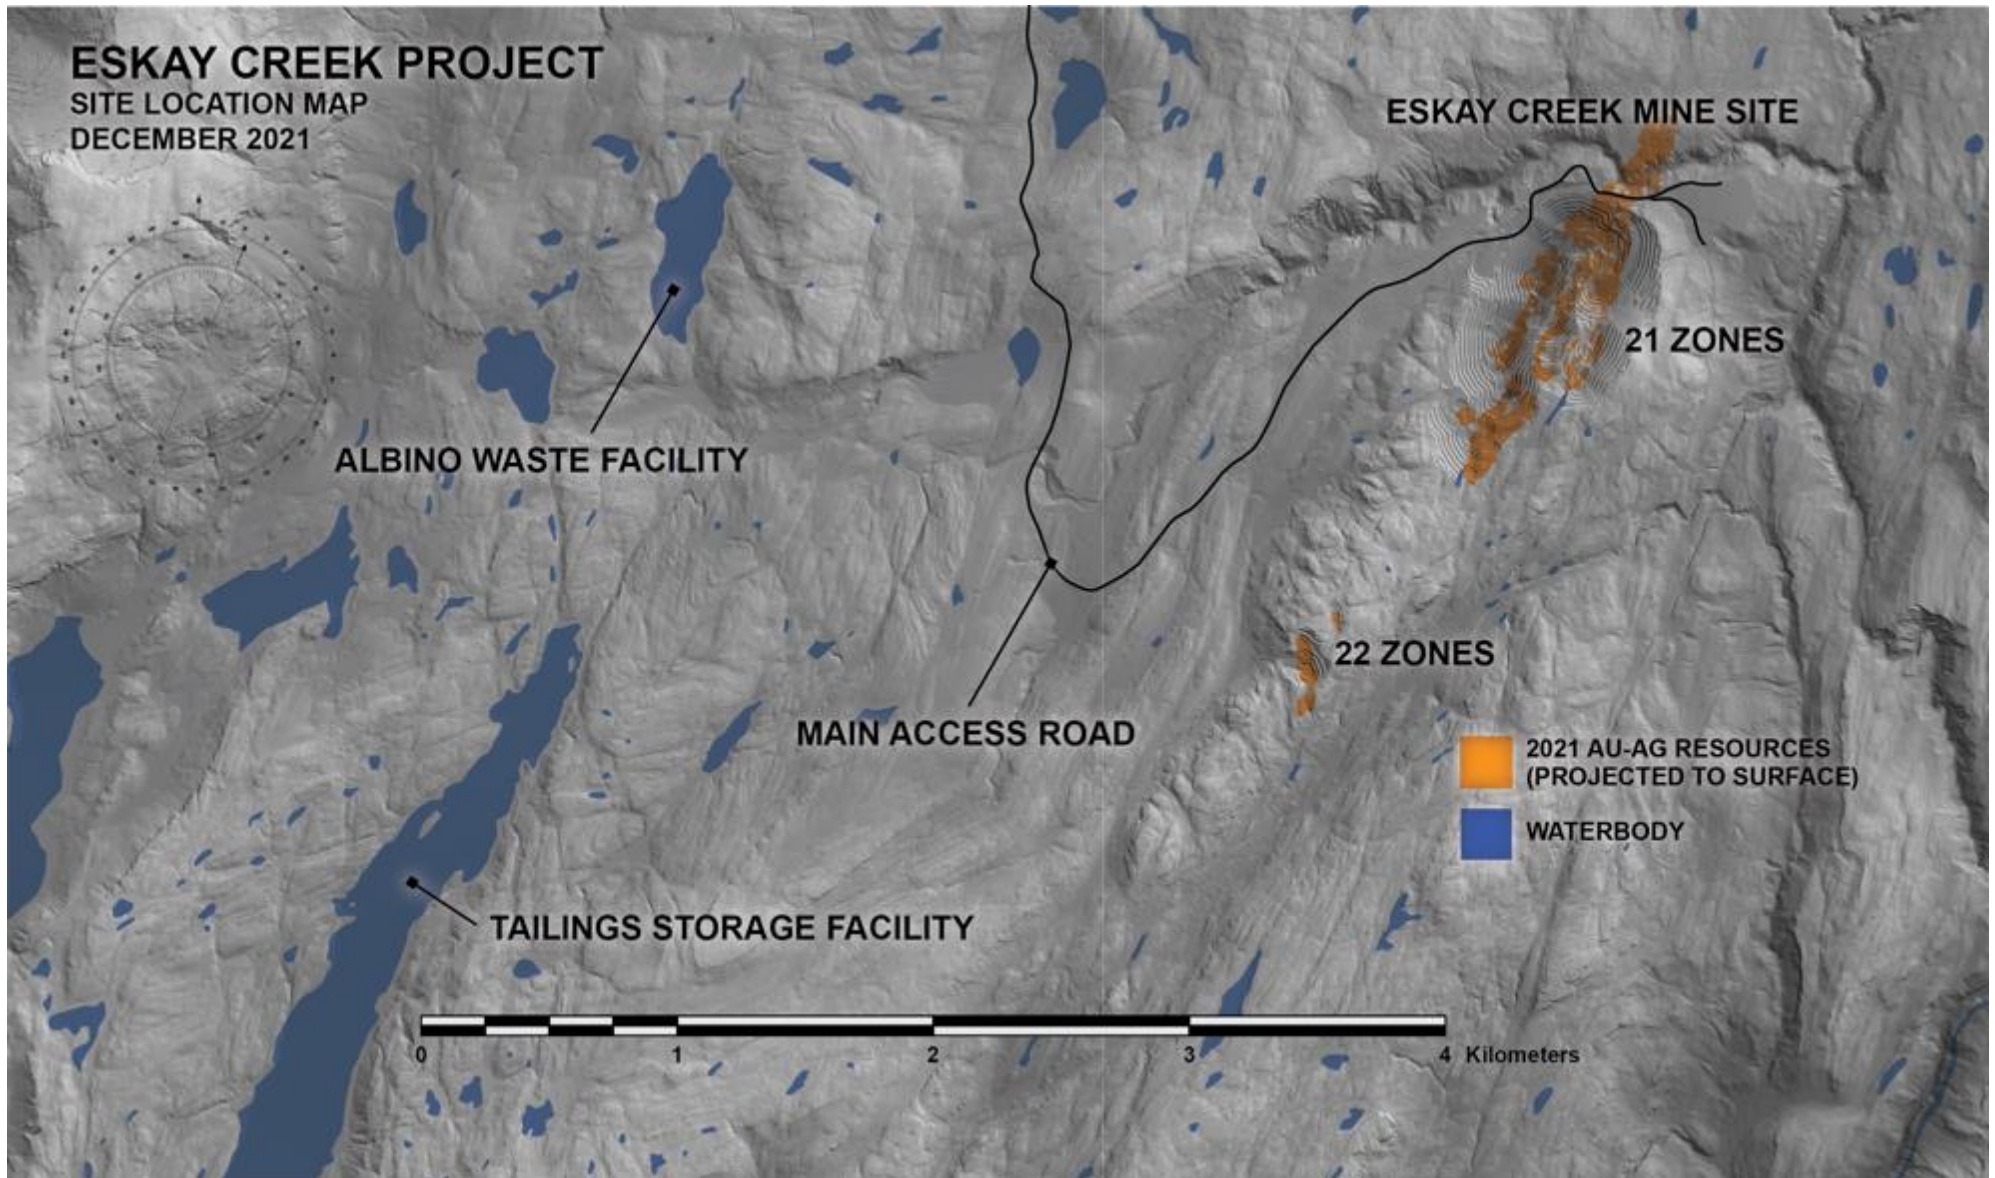 ESKAY CREEK PROJECT
SITE LOCATION MAP
DECEMBER 2021
ESKAY CREEK MINE SITE
21 ZONES
ALBINO WASTE FACILITY
22 ZONES
MAIN ACCESS ROAD
2021 AU-AG RESOURCES
(PROJECTED TO SURFACE)
WATERBODY
TAILINGS STORAGE FACILITY
0 1 2 3 4 Kilometers